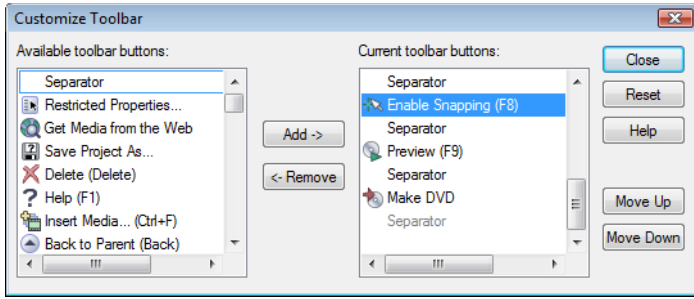 Customize Toolbar
Available toolbar buttons:
Separator
Restricted Properties...
Get Media from the Web
Save Project As...
Delete (Delete)
Help (F1)
Insert Media... (Ctrl+F)
Back to Parent (Back)
Add ->
<- Remove
Current toolbar buttons:
Separator
Enable Snapping (F8)
Separator
Preview (F9)
Separator
Make DVD
Separator
Close
Reset
Help
Move Up
Move Down